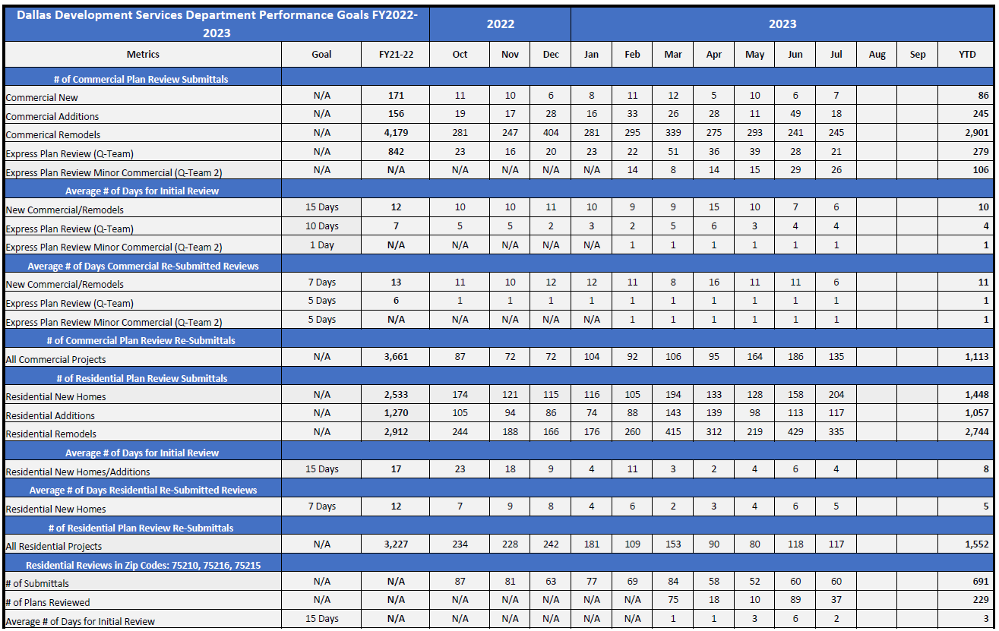 Dallas Development Services Department Performance Goals FY2022-
2023
2022 2023
Metrics Goal FY21-22 Oct Nov Dec Jan Feb Mar Apr May Jun Jul Aug Sep YTD
# of Commercial Plan Review Submittals
Commercial New N/A 171 11 10 6 8 11 12 5 10 6 7 86
Commercial Additions N/A 156 19 17 28 16 33 26 28 11 49 18 245
Commerical Remodels N/A 4,179 281 247 404 281 295 339 275 293 241 245 2,901
Express Plan Review (Q-Team) N/A 842 23 16 20 23 22 51 36 39 28 21 279
Express Plan Review Minor Commercial (Q-Team 2) N/A N/A N/A N/A N/A N/A 14 8 14 15 29 26 106
Average # of Days for Initial Review
New Commercial/Remodels 15 Days 12 10 10 11 10 9 9 15 10 7 6 10
Express Plan Review (Q-Team) 10 Days 7 5 5 2 3 2 5 6 3 4 4 4
Express Plan Review Minor Commercial (Q-Team 2) 1 Day N/A N/A N/A N/A N/A 1 1 1 1 1 1 1
Average # of Days Commercial Re-Submitted Reviews
New Commercial/Remodels 7 Days 13 11 10 12 12 11 8 16 11 11 6 11
Express Plan Review (Q-Team) 5 Days 6 1 1 1 1 1 1 1 1 1 1 1
Express Plan Review Minor Commercial (Q-Team 2) 5 Days N/A N/A N/A N/A N/A 1 1 1 1 1 1 1
# of Commercial Plan Review Re-Submittals
All Commercial Projects N/A 3,661 87 72 72 104 92 106 95 164 186 135 1,113
# of Residential Plan Review Submittals
Residential New Homes N/A 2,533 174 121 115 116 105 194 133 128 158 204 1,448
Residential Additions N/A 1,270 105 94 86 74 88 143 139 98 113 117 1,057
Residential Remodels N/A 2,912 244 188 166 176 260 415 312 219 429 335 2,744
Average # of Days for Initial Review
Residential New Homes/Additions 15 Days 17 23 18 9 4 11 3 2 4 6 4 8
Average # of Days Residential Re-Submitted Reviews
Residential New Homes 7 Days 12 7 9 8 4 6 2 3 4 6 5 5
# of Residential Plan Review Re-Submittals
All Residential Projects N/A 3,227 234 228 242 181 109 153 90 80 118 117 1,552
Residential Reviews in Zip Codes: 75210, 75216, 75215
# of Submittals N/A N/A 87 81 63 77 69 84 58 52 60 60 691
# of Plans Reviewed N/A N/A N/A N/A N/A N/A N/A 75 18 10 89 37 229
Average # of Days for Initial Review 15 Days N/A N/A N/A N/A N/A N/A 1 1 3 6 2 3